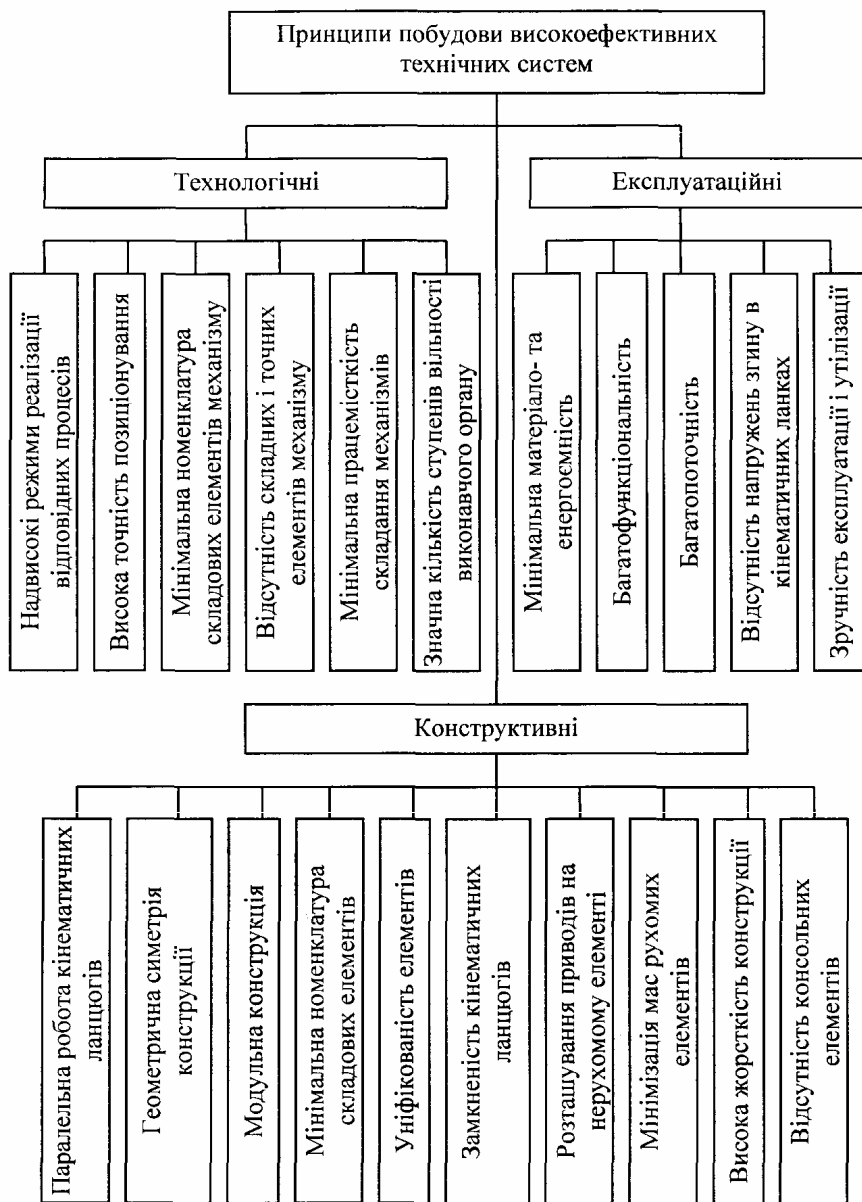 Принципи побудови високоефективних
технічних систем
Технологічні
Експлуатаційні
Надвисокі режими реалізації
відповідних процесів
Висока точність позиціонування
Мінімальна номенклатура
складових елементів механізму
Відсутність складних і точних
елементів механізму
Мінімальна працемісткість
складання механізмів
Значна кількість ступенів вільності
виконавчого органу
Мінімальна матеріало- та
енергоємність
Багатофункціональність
Багатопоточність
Відсутність напружень згину в
кінематичних ланках
Зручність експлуатації і утилізації
Конструктивні
Паралельна робота кінематичних
ланцюгів
Геометрична симетрія
конструкції
Модульна конструкція
Мінімальна номенклатура
складових елементів
Уніфікованість елементів
Замкненість кінематичних
ланцюгів
Розташування приводів на
нерухомому елементі
Мінімізація мас рухомих
елементів
Висока жорсткість конструкції
Відсутність консольних
елементів